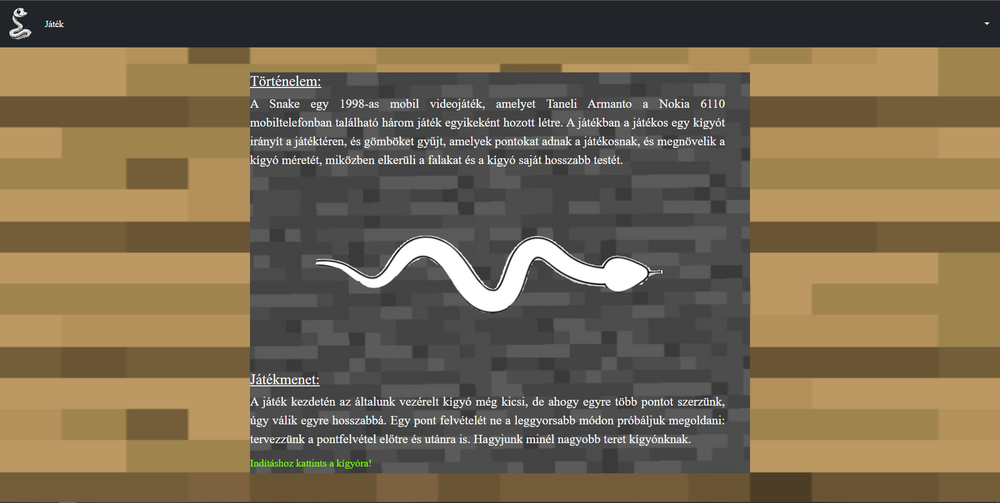 Játék
Történelem:
A Snake egy 1998-as mobil videojáték, amelyet Taneli Armanto a Nokia 6110
mobiltelefonban található három játék egyikeként hozott létre. A játékban a játékos egy kígyót
irányít a játéktéren, és gömböket gyűjt, amelyek pontokat adnak a játékosnak, és megnövelik a
kígyó méretét, miközben elkerüli a falakat és a kígyó saját hosszabb testét.
Játékmenet:
A játék kezdetén az általunk vezérelt kígyó még kicsi, de ahogy egyre több pontot szerzünk,
úgy válik egyre hosszabbá. Egy pont felvételét ne a leggyorsabb módon próbáljuk megoldani:
tervezzünk a pontfelvétel előtre és utánra is. Hagyjunk minél nagyobb teret kígyónknak.
Indításhoz kattints a kígyóra!